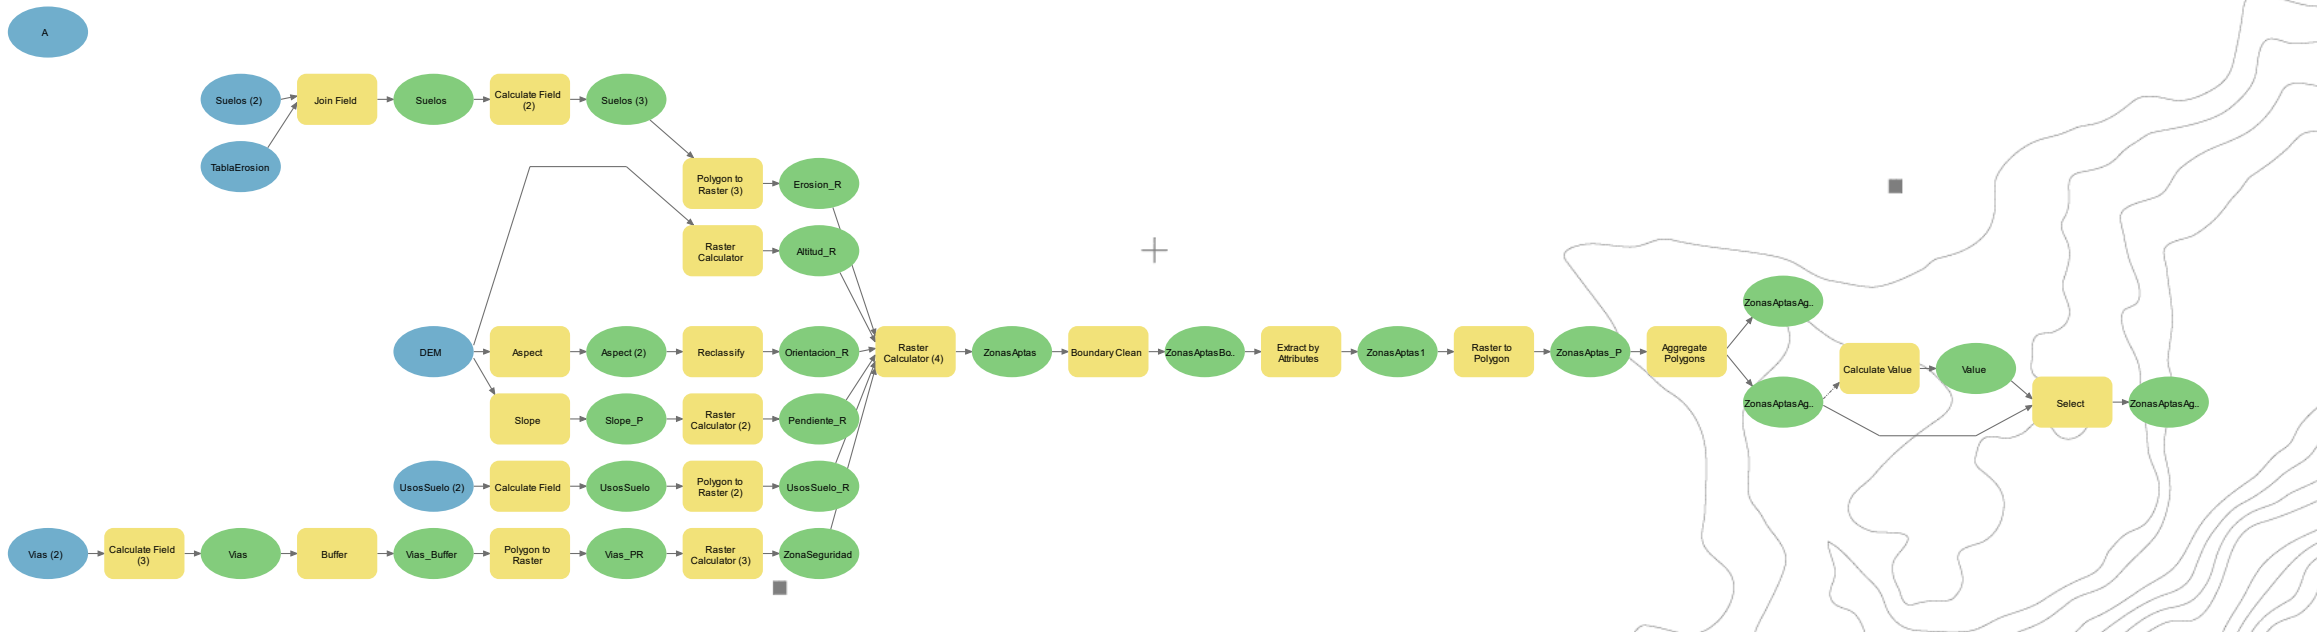 A
Suelos (2)
Join Field
Suelos
Calculate Field
(2)
Suelos (3)
TablaErosion
Polygon to
Raster (3)
Erosion_R
Raster
Calculator
Altitud_R
DEM
Aspect
Aspect (2)
Reclassify
Orientacion_R
Raster
Calculator (4)
ZonasAptas
Boundary Clean
ZonasAptasBo..
Extract by
Attributes
ZonasAptas1
Raster to
Polygon
ZonasAptas_P
Aggregate
Polygons
ZonasAptasAg..
ZonasAptasAg..
Calculate Value
Value
Select
ZonasAptasAg..
Slope
Slope_P
Raster
Calculator (2)
Pendiente_R
UsosSuelo (2)
Calculate Field
UsosSuelo
Polygon to
Raster (2)
UsosSuelo_R
Vias (2)
Calculate Field
(3)
Vias
Buffer
Vias_Buffer
Polygon to
Raster
Vias_PR
Raster
Calculator (3)
ZonaSeguridad